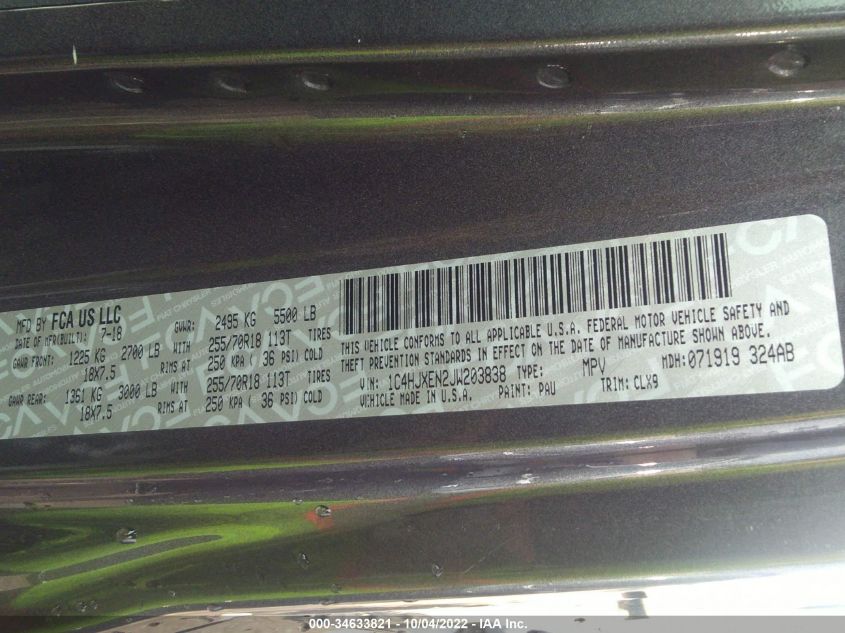 MFD BY FCA US LLC
DATE OF MFR(BUILT): 7-18 GVWR: 2495 KG 5500 LB
GAWR FRONT: 1225 KG 2700 LB WITH 255/70R18 113T TIRES
18X7.5 RIMS AT 250 KPA ( 36 PSI) COLD
GAWR REAR: 1361 KG 3000 LB WITH 255/70R18 113T TIRES
18X7.5 RIMS AT 250 KPA ( 36 PSI) COLD
THIS VEHICLE CONFORMS TO ALL APPLICABLE U.S.A. FEDERAL MOTOR VEHICLE SAFETY AND
THEFT PREVENTION STANDARDS IN EFFECT ON THE DATE OF MANUFACTURE SHOWN ABOVE.
VIN: 1C4HJXEN2JW203838 TYPE: MPV MDH: 071919 324AB
VEHICLE MADE IN U.S.A. PAINT: PAU TRIM: CLX9
000-34633821 - 10/04/2022 - IAA Inc.